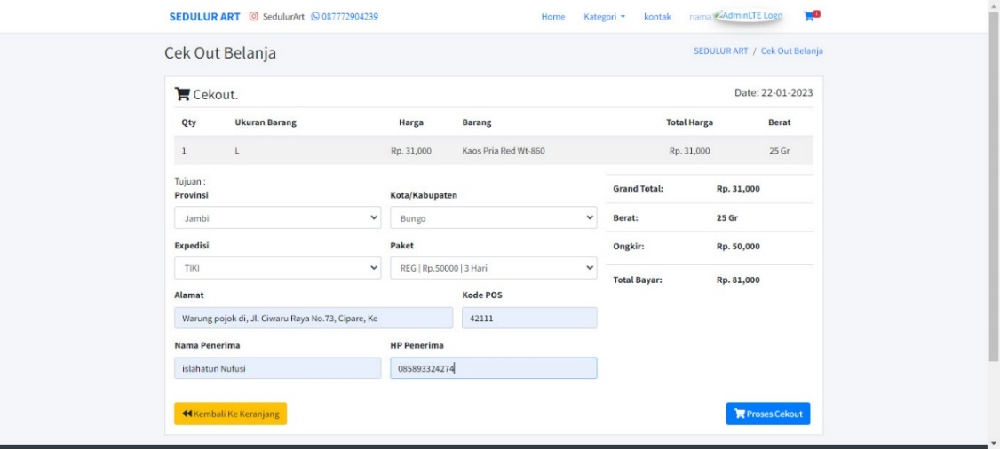 SEDULUR ART SedulurArt 087772904239 Home Kategori kontak nama AdminLTE Logo
Cek Out Belanja SEDULUR ART / Cek Out Belanja
Cekout. Date: 22-01-2023
Qty Ukuran Barang Harga Barang Total Harga Berat
1 L Rp. 31,000 Kaos Pria Red Wt-860 Rp. 31,000 25 Gr
Tujuan :
Provinsi Kota/Kabupaten
Jambi Bungo
Expedisi Paket
TIKI REG | Rp.50000 | 3 Hari
Alamat Kode POS
Warung pojok di, Jl. Ciwaru Raya No.73, Cipare, Ke 42111
Nama Penerima HP Penerima
islahatun Nufusi 085893324274
Grand Total: Rp. 31,000
Berat: 25 Gr
Ongkir: Rp. 50,000
Total Bayar: Rp. 81,000
Kembali Ke Keranjang Proses Cekout